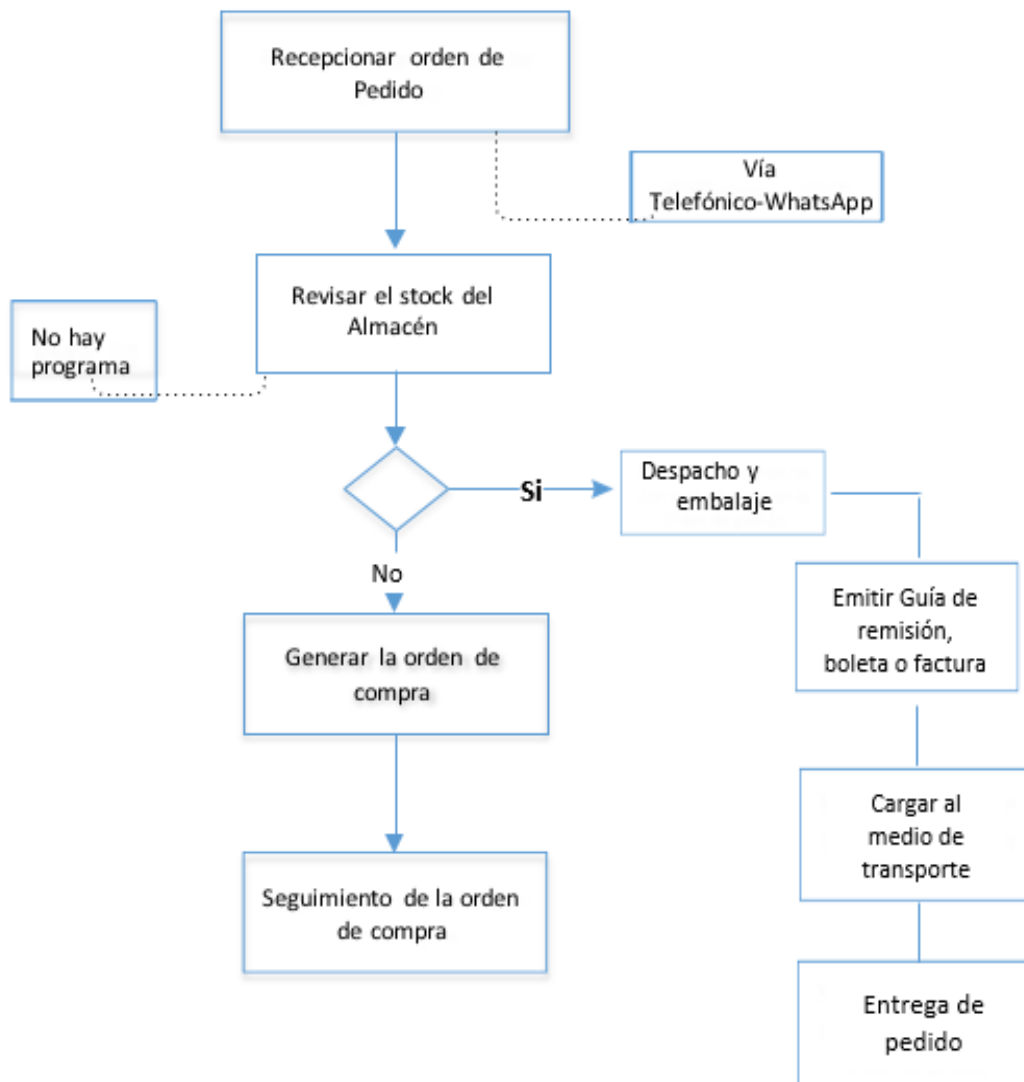 Recepcionar orden de
Pedido
Vía
Telefónico-WhatsApp
Revisar el stock del
Almacén
No hay
programa
Si
Despacho y
embalaje
No
Emitir Guía de
remisión,
boleta o factura
Generar la orden de
compra
Cargar al
medio de
transporte
Seguimiento de la orden
de compra
Entrega de
pedido